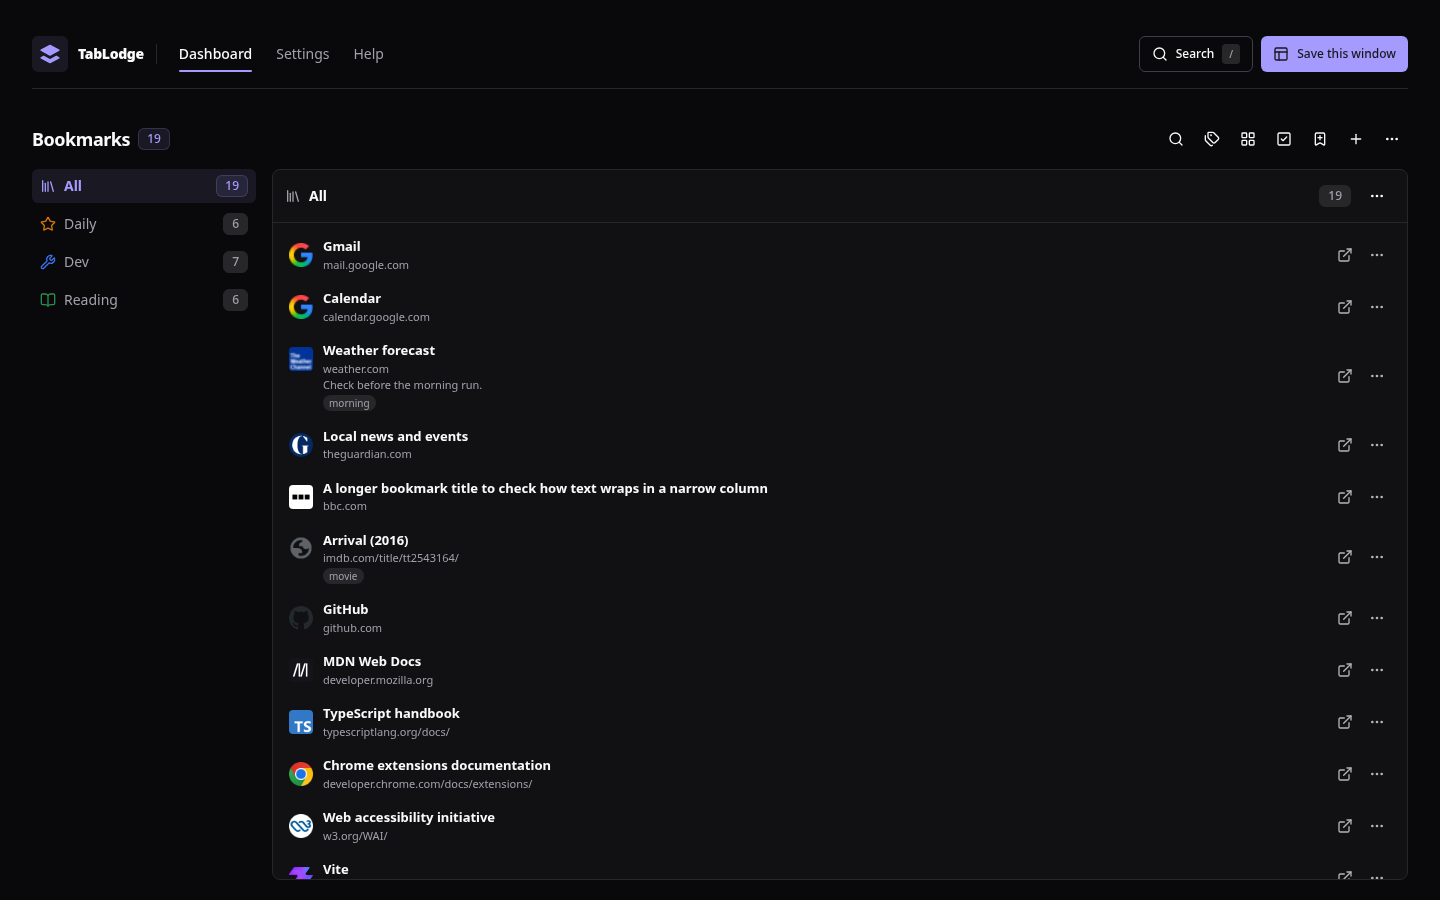 TabLodge
Dashboard
Settings
Help
Search /
Save this window
Bookmarks 19
All 19
Daily 6
Dev 7
Reading 6
All 19
Gmail
mail.google.com
Calendar
calendar.google.com
The Weather Channel
Weather forecast
weather.com
Check before the morning run.
morning
Local news and events
theguardian.com
A longer bookmark title to check how text wraps in a narrow column
bbc.com
Arrival (2016)
imdb.com/title/tt2543164/
movie
GitHub
github.com
MDN Web Docs
developer.mozilla.org
TS
TypeScript handbook
typescriptlang.org/docs/
Chrome extensions documentation
developer.chrome.com/docs/extensions/
Web accessibility initiative
w3.org/WAI/
Vite